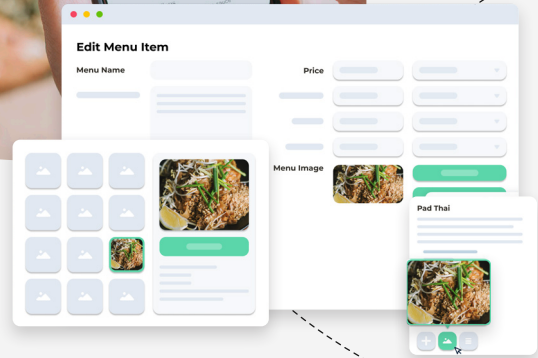 Edit Menu Item
Menu Name
Price
Menu Image
Pad Thai